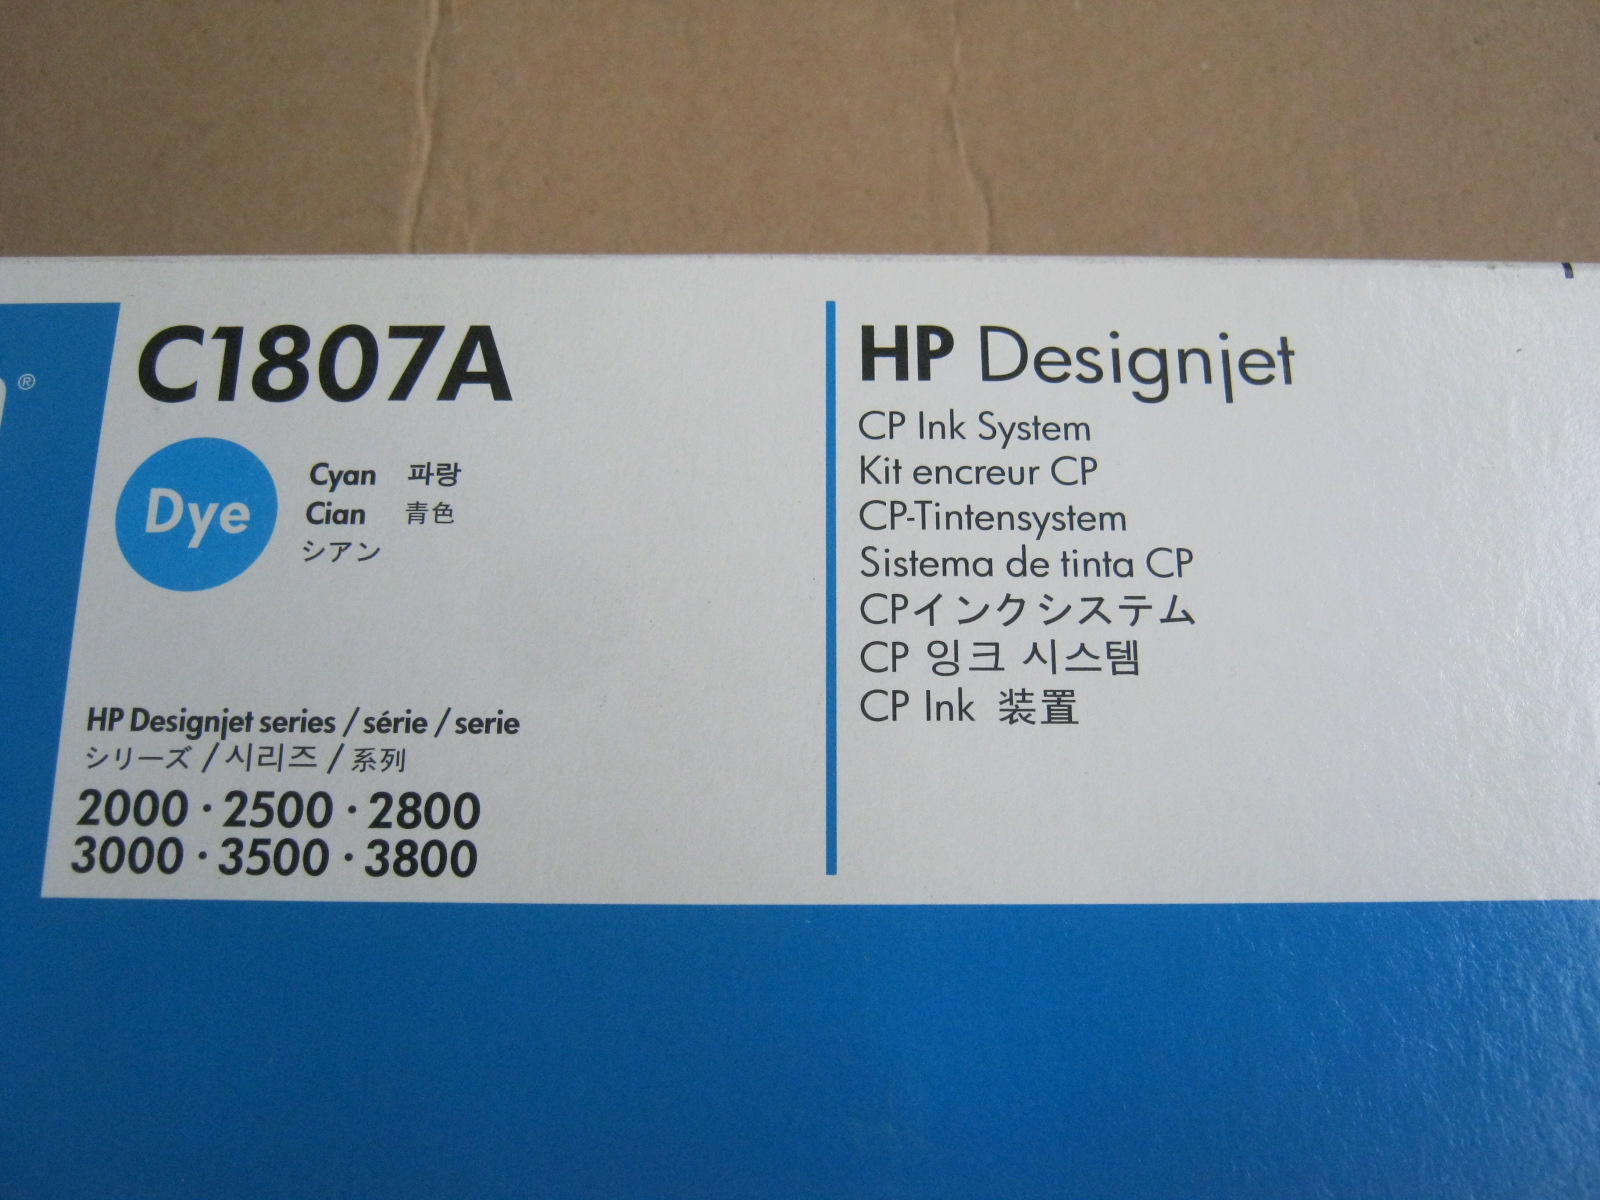 ®
C1807A
Dye
Cyan 파랑
Cian 青色
シアン
HP Designjet series / série / serie
シリーズ / 시리즈 / 系列
2000 · 2500 · 2800
3000 · 3500 · 3800
HP Designjet
CP Ink System
Kit encreur CP
CP-Tintensystem
Sistema de tinta CP
CPインクシステム
CP 잉크 시스템
CP Ink 装置